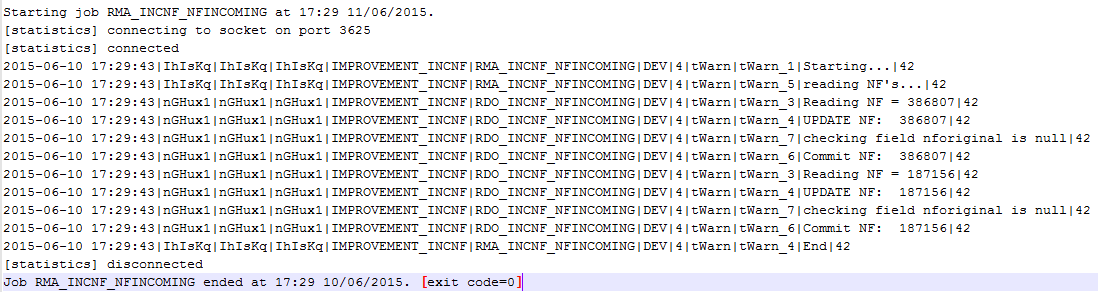 Starting job RMA_INCNF_NFINCOMING at 17:29 11/06/2015.
[statistics] connecting to socket on port 3625
[statistics] connected
2015-06-10 17:29:43|IhIsKq|IhIsKq|IhIsKq|IMPROVEMENT_INCNF|RMA_INCNF_NFINCOMING|DEV|4|tWarn|tWarn_1|Starting...|42
2015-06-10 17:29:43|IhIsKq|IhIsKq|IhIsKq|IMPROVEMENT_INCNF|RMA_INCNF_NFINCOMING|DEV|4|tWarn|tWarn_5|reading NF's...|42
2015-06-10 17:29:43|nGHux1|nGHux1|nGHux1|IMPROVEMENT_INCNF|RDO_INCNF_NFINCOMING|DEV|4|tWarn|tWarn_3|Reading NF = 386807|42
2015-06-10 17:29:43|nGHux1|nGHux1|nGHux1|IMPROVEMENT_INCNF|RDO_INCNF_NFINCOMING|DEV|4|tWarn|tWarn_4|UPDATE NF:  386807|42
2015-06-10 17:29:43|nGHux1|nGHux1|nGHux1|IMPROVEMENT_INCNF|RDO_INCNF_NFINCOMING|DEV|4|tWarn|tWarn_7|checking field nforiginal is null|42
2015-06-10 17:29:43|nGHux1|nGHux1|nGHux1|IMPROVEMENT_INCNF|RDO_INCNF_NFINCOMING|DEV|4|tWarn|tWarn_6|Commit NF:  386807|42
2015-06-10 17:29:43|nGHux1|nGHux1|nGHux1|IMPROVEMENT_INCNF|RDO_INCNF_NFINCOMING|DEV|4|tWarn|tWarn_3|Reading NF = 187156|42
2015-06-10 17:29:43|nGHux1|nGHux1|nGHux1|IMPROVEMENT_INCNF|RDO_INCNF_NFINCOMING|DEV|4|tWarn|tWarn_4|UPDATE NF:  187156|42
2015-06-10 17:29:43|nGHux1|nGHux1|nGHux1|IMPROVEMENT_INCNF|RDO_INCNF_NFINCOMING|DEV|4|tWarn|tWarn_7|checking field nforiginal is null|42
2015-06-10 17:29:43|nGHux1|nGHux1|nGHux1|IMPROVEMENT_INCNF|RDO_INCNF_NFINCOMING|DEV|4|tWarn|tWarn_6|Commit NF:  187156|42
2015-06-10 17:29:43|IhIsKq|IhIsKq|IhIsKq|IMPROVEMENT_INCNF|RMA_INCNF_NFINCOMING|DEV|4|tWarn|tWarn_4|End|42
[statistics] disconnected
Job RMA_INCNF_NFINCOMING ended at 17:29 10/06/2015. [exit code=0]